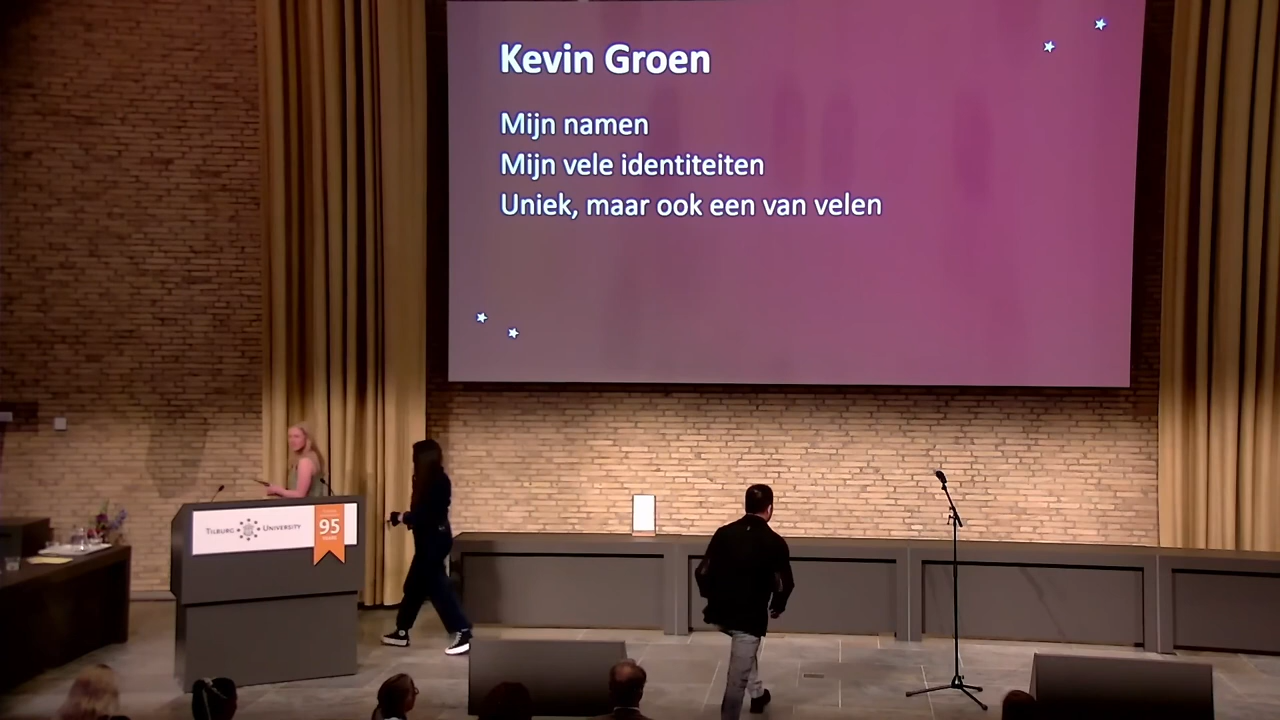 Kevin Groen
Mijn namen
Mijn vele identiteiten
Uniek, maar ook een van velen
TILBURG UNIVERSITY
95